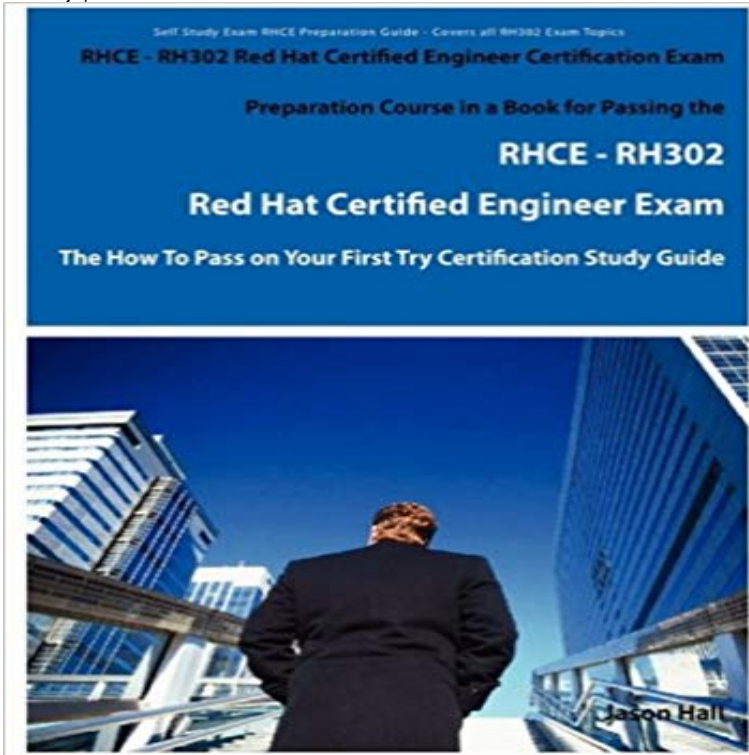 Self Study Exam RHCE Preparation Guide - Covers all RH302 Exam Topics
RHCE - RH302 Red Hat Certified Engineer Certification Exam
Preparation Course in a Book for Passing the
RHCE - RH302
Red Hat Certified Engineer Exam
The How To Pass on Your First Try Certification Study Guide
Jason Hall